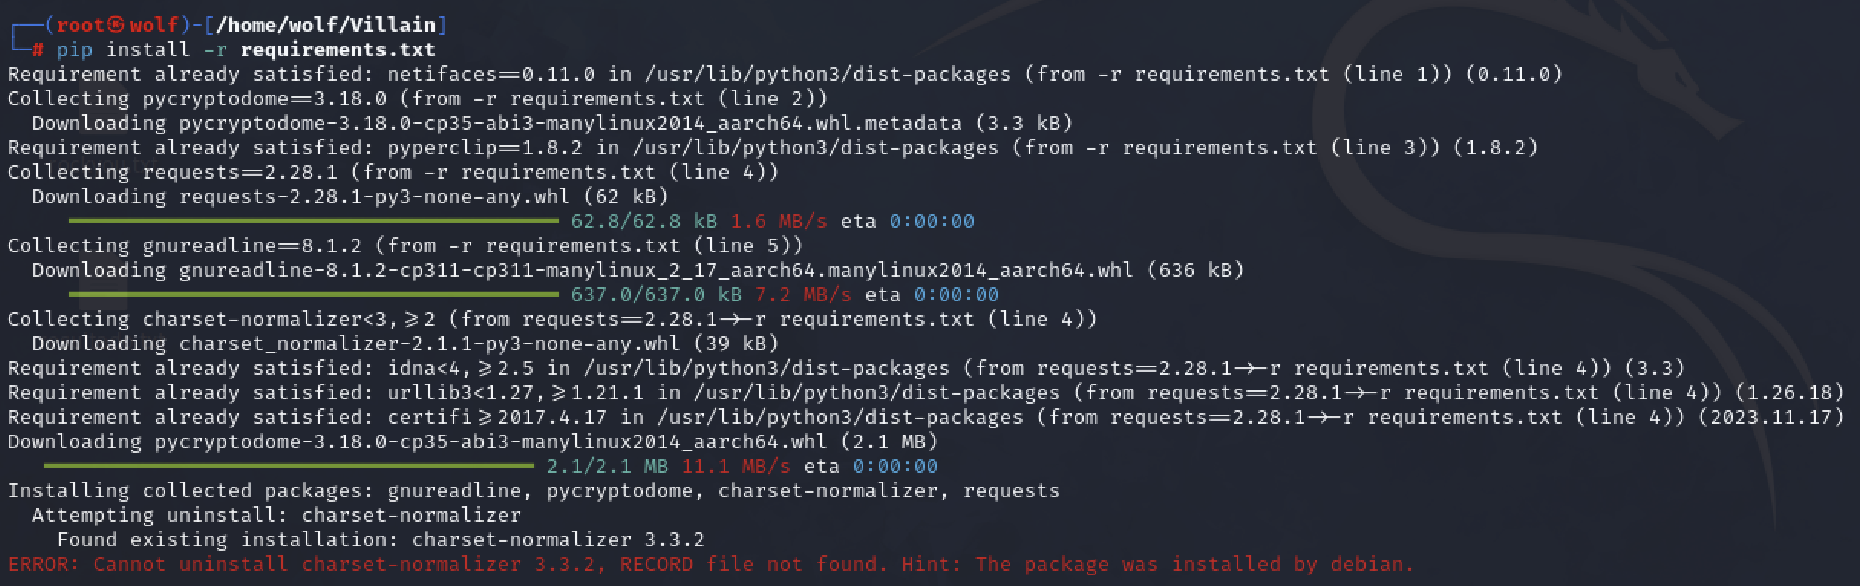 ┌──(root㉿wolf)-[/home/wolf/Villain]
└─# pip install -r requirements.txt
Requirement already satisfied: netifaces==0.11.0 in /usr/lib/python3/dist-packages (from -r requirements.txt (line 1)) (0.11.0)
Collecting pycryptodome==3.18.0 (from -r requirements.txt (line 2))
  Downloading pycryptodome-3.18.0-cp35-abi3-manylinux2014_aarch64.whl.metadata (3.3 kB)
Requirement already satisfied: pyperclip==1.8.2 in /usr/lib/python3/dist-packages (from -r requirements.txt (line 3)) (1.8.2)
Collecting requests==2.28.1 (from -r requirements.txt (line 4))
  Downloading requests-2.28.1-py3-none-any.whl (62 kB)
     ━━━━━━━━━━━━━━━━━━━━━━━━━━━━━━━━━━━━━━━━ 62.8/62.8 kB 1.6 MB/s eta 0:00:00
Collecting gnureadline==8.1.2 (from -r requirements.txt (line 5))
  Downloading gnureadline-8.1.2-cp311-cp311-manylinux_2_17_aarch64.manylinux2014_aarch64.whl (636 kB)
     ━━━━━━━━━━━━━━━━━━━━━━━━━━━━━━━━━━━━━━━━ 637.0/637.0 kB 7.2 MB/s eta 0:00:00
Collecting charset-normalizer<3,>=2 (from requests==2.28.1->-r requirements.txt (line 4))
  Downloading charset_normalizer-2.1.1-py3-none-any.whl (39 kB)
Requirement already satisfied: idna<4,>=2.5 in /usr/lib/python3/dist-packages (from requests==2.28.1->-r requirements.txt (line 4)) (3.3)
Requirement already satisfied: urllib3<1.27,>=1.21.1 in /usr/lib/python3/dist-packages (from requests==2.28.1->-r requirements.txt (line 4)) (1.26.18)
Requirement already satisfied: certifi>=2017.4.17 in /usr/lib/python3/dist-packages (from requests==2.28.1->-r requirements.txt (line 4)) (2023.11.17)
Downloading pycryptodome-3.18.0-cp35-abi3-manylinux2014_aarch64.whl (2.1 MB)
   ━━━━━━━━━━━━━━━━━━━━━━━━━━━━━━━━━━━━━━━━ 2.1/2.1 MB 11.1 MB/s eta 0:00:00
Installing collected packages: gnureadline, pycryptodome, charset-normalizer, requests
  Attempting uninstall: charset-normalizer
    Found existing installation: charset-normalizer 3.3.2
ERROR: Cannot uninstall charset-normalizer 3.3.2, RECORD file not found. Hint: The package was installed by debian.